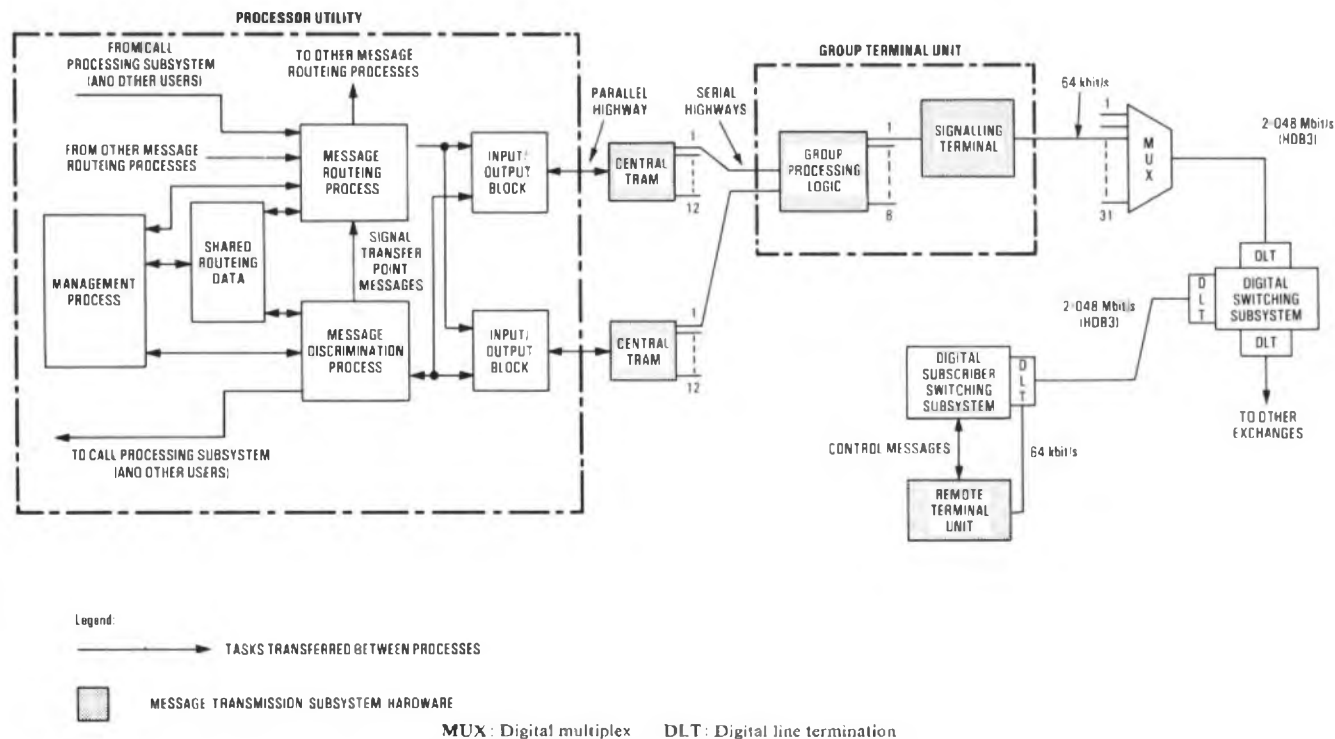 PROCESSOR UTILITY
FROM CALL
PROCESSING SUBSYSTEM
(AND OTHER USERS)
TO OTHER MESSAGE
ROUTEING PROCESSES
FROM OTHER MESSAGE
ROUTEING PROCESSES
MESSAGE
ROUTEING
PROCESS
INPUT/
OUTPUT
BLOCK
MANAGEMENT
PROCESS
SHARED
ROUTEING
DATA
SIGNAL
TRANSFER
POINT
MESSAGES
MESSAGE
DISCRIMINATION
PROCESS
INPUT/
OUTPUT
BLOCK
TO CALL PROCESSING SUBSYSTEM
(AND OTHER USERS)
PARALLEL
HIGHWAY
SERIAL
HIGHWAYS
CENTRAL
TRAM
1
12
CENTRAL
TRAM
1
12
GROUP TERMINAL UNIT
GROUP
PROCESSING
LOGIC
1
8
SIGNALLING
TERMINAL
64 kbit/s
1
31
MUX
2·048 Mbit/s
(HDB3)
DLT
DLT
DIGITAL
SWITCHING
SUBSYSTEM
DLT
TO OTHER
EXCHANGES
2·048 Mbit/s
(HDB3)
DIGITAL
SUBSCRIBER
SWITCHING
SUBSYSTEM
DLT
CONTROL MESSAGES
64 kbit/s
REMOTE
TERMINAL
UNIT
Legend:
TASKS TRANSFERRED BETWEEN PROCESSES
MESSAGE TRANSMISSION SUBSYSTEM HARDWARE
MUX: Digital multiplex DLT: Digital line termination